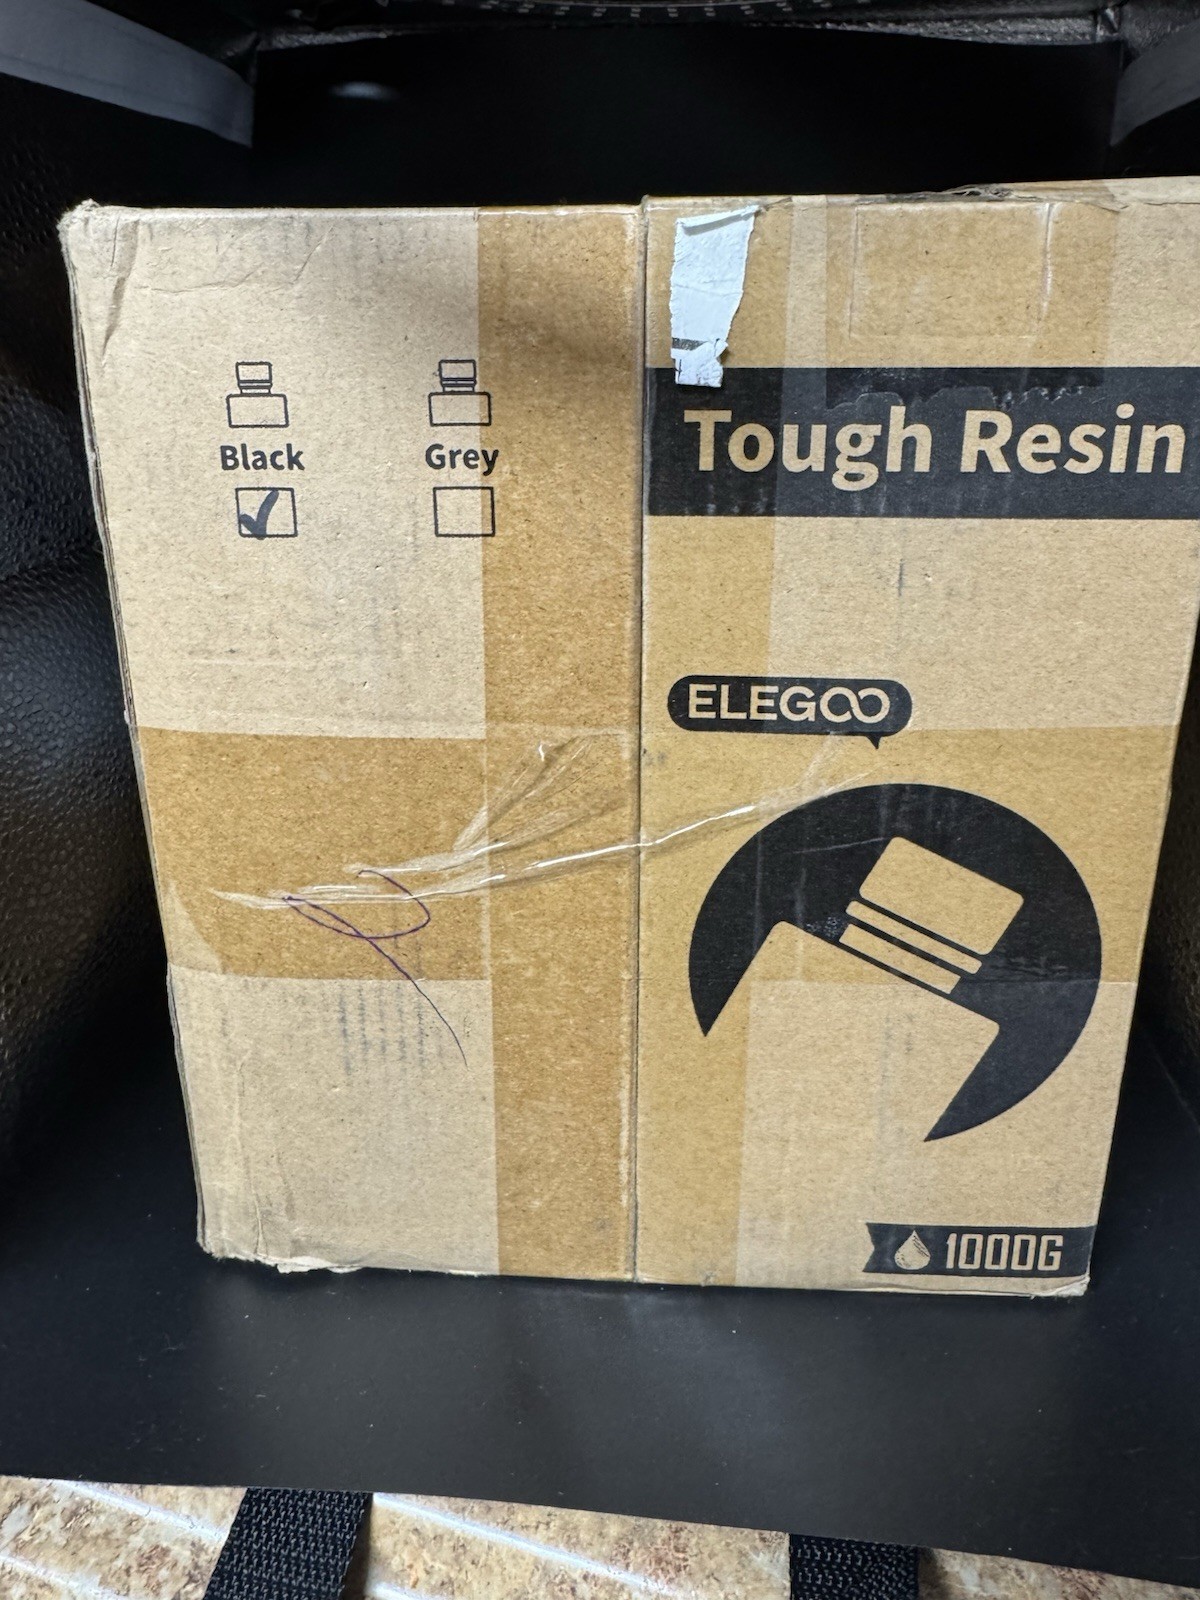 Black Grey
Tough Resin
ELEGOO
1000G